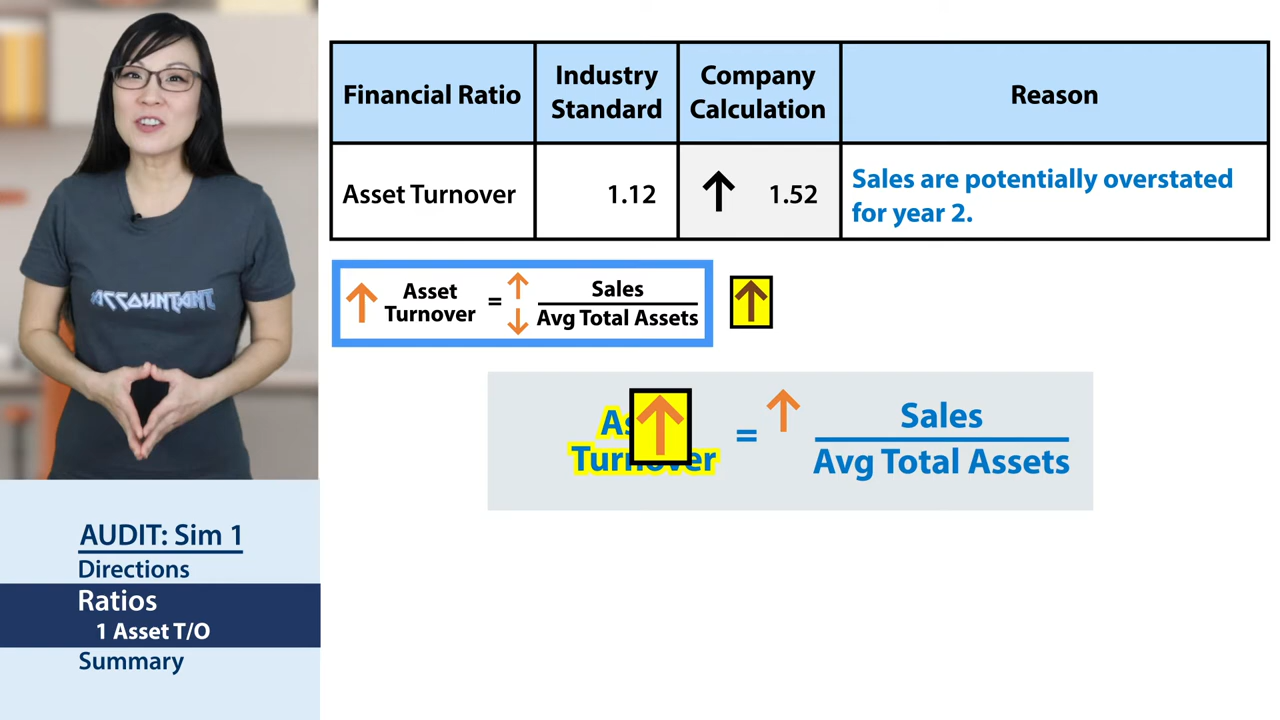 Financial Ratio
Industry
Standard
Company
Calculation
Reason
Asset Turnover
1.12
↑ 1.52
Sales are potentially overstated
for year 2.
↑ Asset
Turnover
=
↑ Sales
↓ Avg Total Assets
↑
↑
Turnover
=
↑ Sales
Avg Total Assets
ACCOUNTANT
AUDIT: Sim 1
Directions
Ratios
1 Asset T/O
Summary